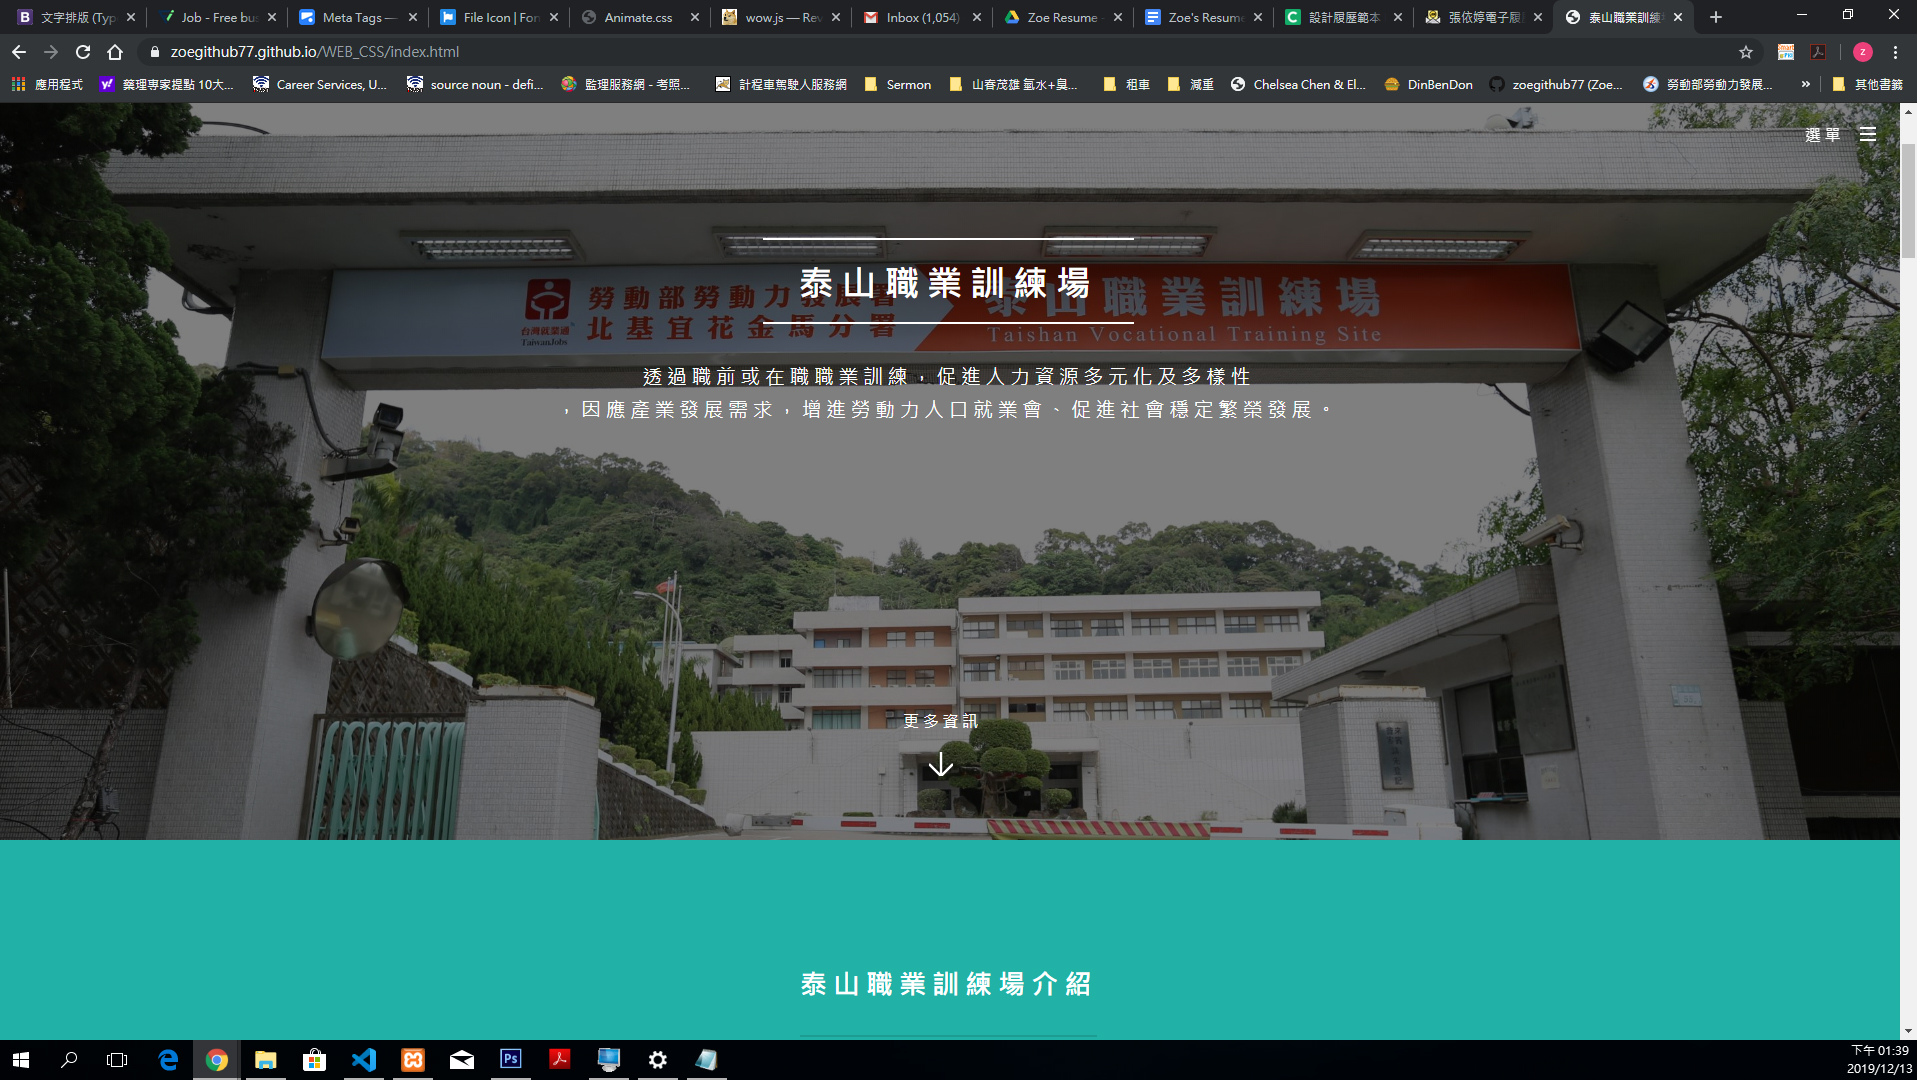 文字排版 (Typ
Job - Free bus
Meta Tags —
File Icon | Fon
Animate.css
wow.js — Rev
Inbox (1,054)
Zoe Resume
Zoe's Resume
設計履歷範本
張依婷電子履
泰山職業訓練
zoegithub77.github.io/WEB_CSS/index.html
應用程式
藥理專家提點 10大...
Career Services, U...
source noun - defi...
監理服務網 - 考照...
計程車駕駛人服務網
Sermon
山春茂雄 氫水+臭...
租車
減重
Chelsea Chen & El...
DinBenDon
zoegithub77 (Zoe...
勞動部勞動力發展...
»
其他書籤
選單
泰山職業訓練場
勞動部勞動力發展署
北基宜花金馬分署
台灣就業通
TaiwanJobs
泰山職業訓練場
Taishan Vocational Training Site
透過職前或在職職業訓練，促進人力資源多元化及多樣性
，因應產業發展需求，增進勞動力人口就業會、促進社會穩定繁榮發展。
更多資訊
泰山職業訓練場介紹
下午 01:39
2019/12/13